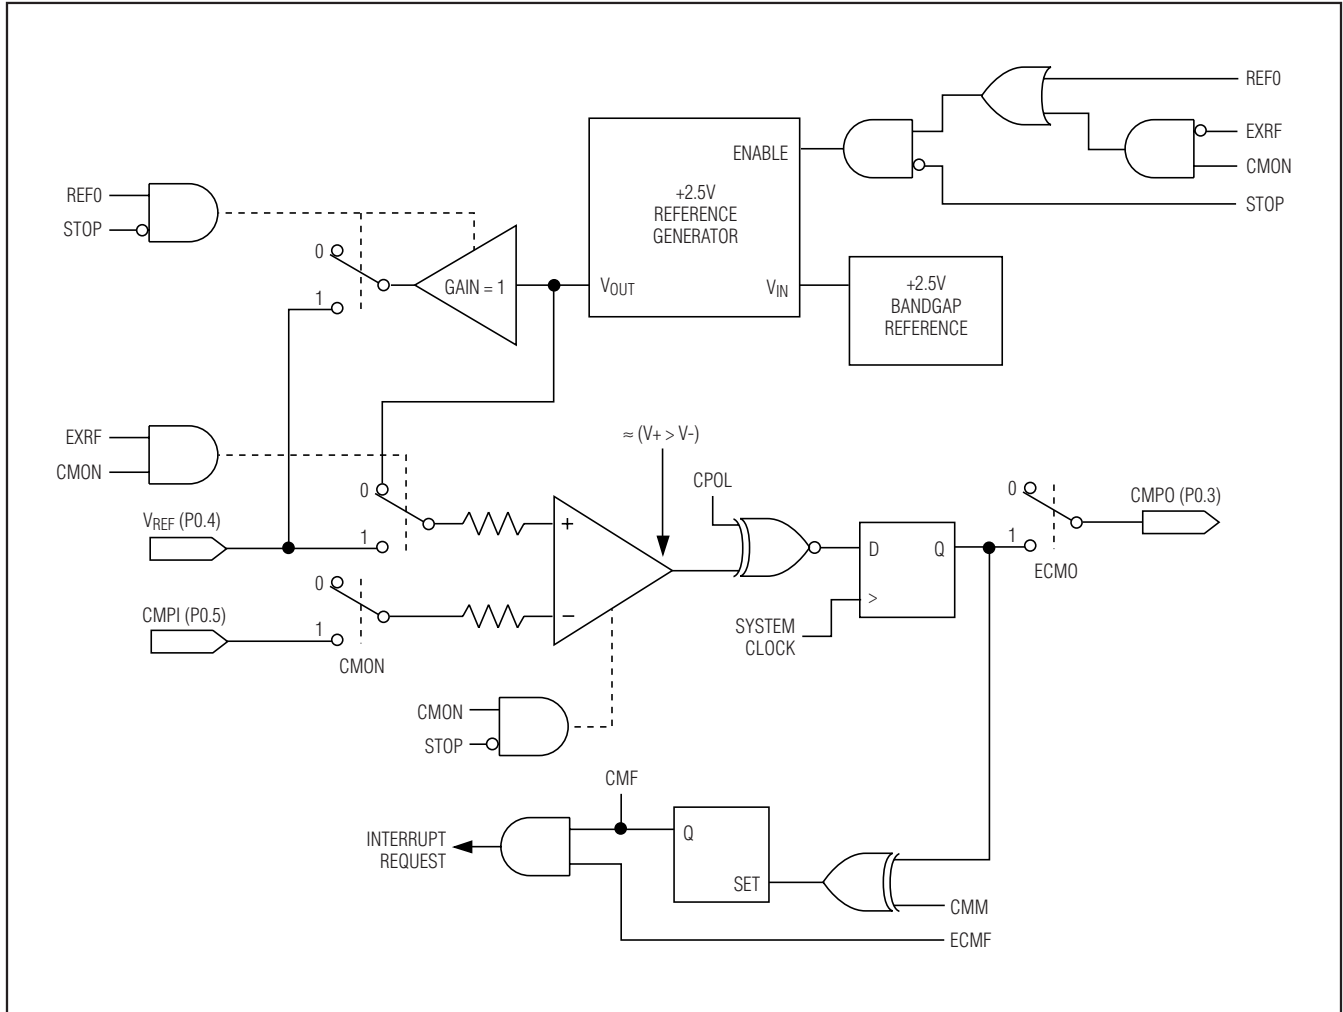 REF0
EXRF
CMON
STOP
ENABLE
+2.5V
REFERENCE
GENERATOR
VOUT
VIN
+2.5V
BANDGAP
REFERENCE
REF0
STOP
0
1
GAIN = 1
EXRF
CMON
VREF (P0.4)
0
1
CMPI (P0.5)
0
1
CMON
+
−
≈ (V+ > V-)
CPOL
D
Q
>
SYSTEM
CLOCK
0
1
ECMO
CMPO (P0.3)
CMON
STOP
CMF
INTERRUPT
REQUEST
Q
SET
CMM
ECMF